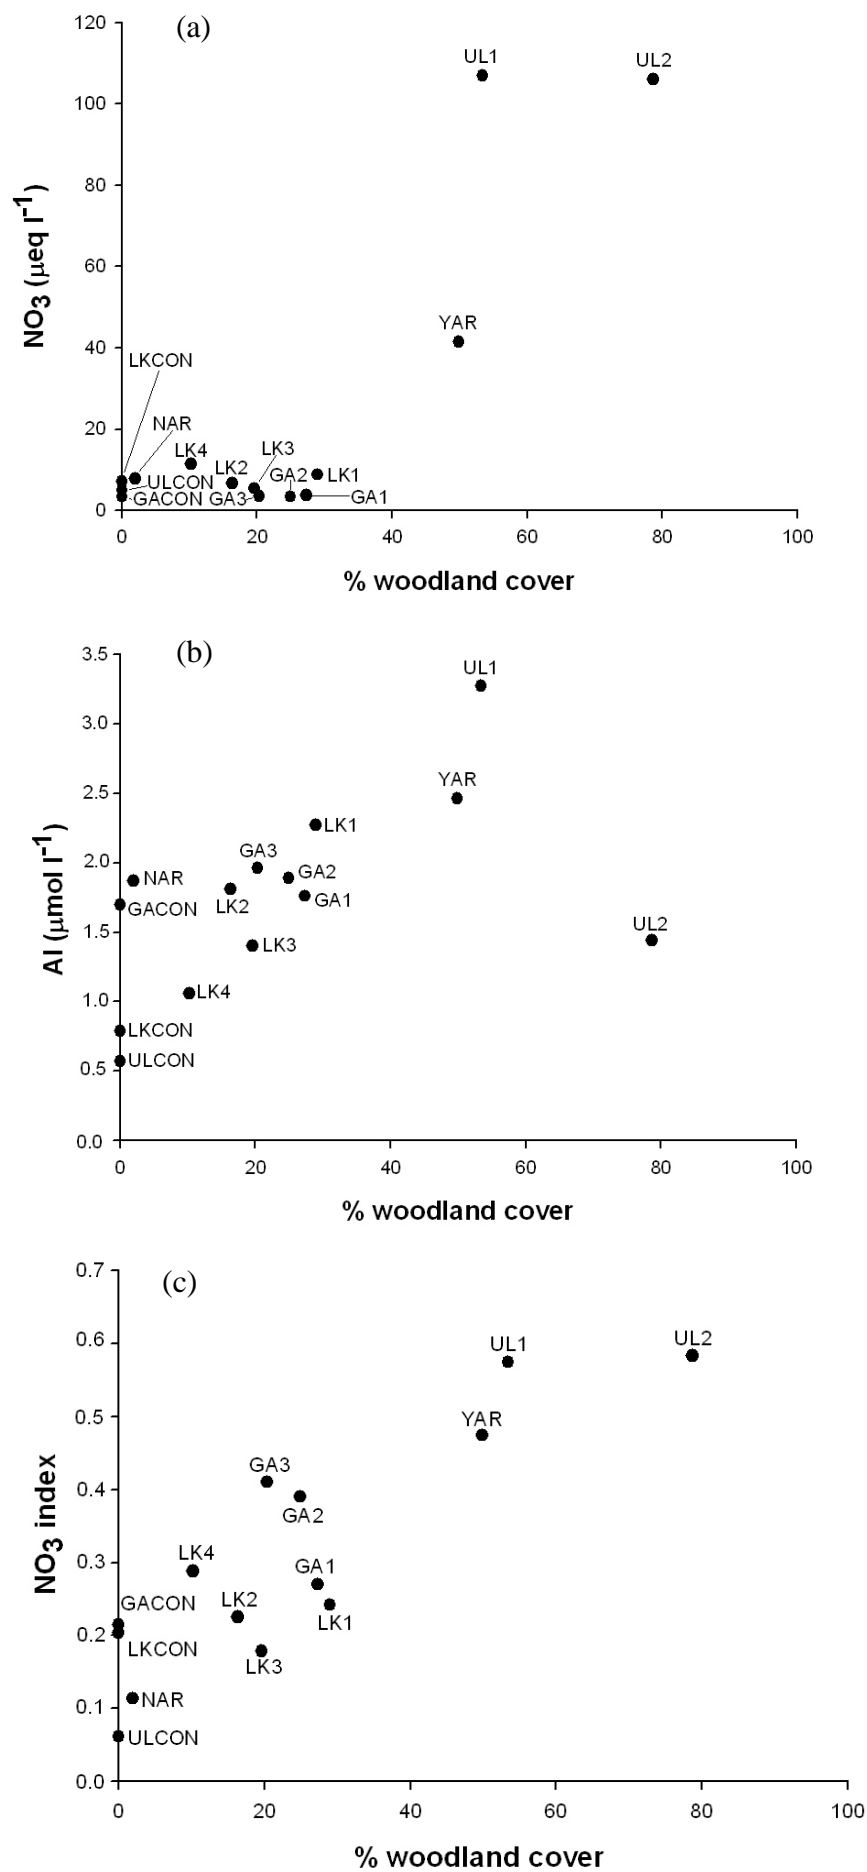 (a)
120
UL1
UL2
100
80
NO3 (μeq l-1)
60
YAR
40
LKCON
NAR
20
LK4
LK3
LK2
GA2
LK1
ULCON
GACON
GA3
GA1
0
0 20 40 60 80 100
% woodland cover
(b)
3.5
UL1
3.0
YAR
2.5
LK1
GA3
2.0
NAR
GA2
GACON
LK2
GA1
Al (μmol l-1)
UL2
1.5
LK3
LK4
1.0
LKCON
ULCON
0.5
0.0
0 20 40 60 80 100
% woodland cover
(c)
0.7
0.6
UL1
UL2
0.5
YAR
GA3
0.4
GA2
NO3 index
LK4
0.3
GA1
GACON
LK2
LK1
0.2
LKCON
LK3
0.1
NAR
ULCON
0.0
0 20 40 60 80 100
% woodland cover